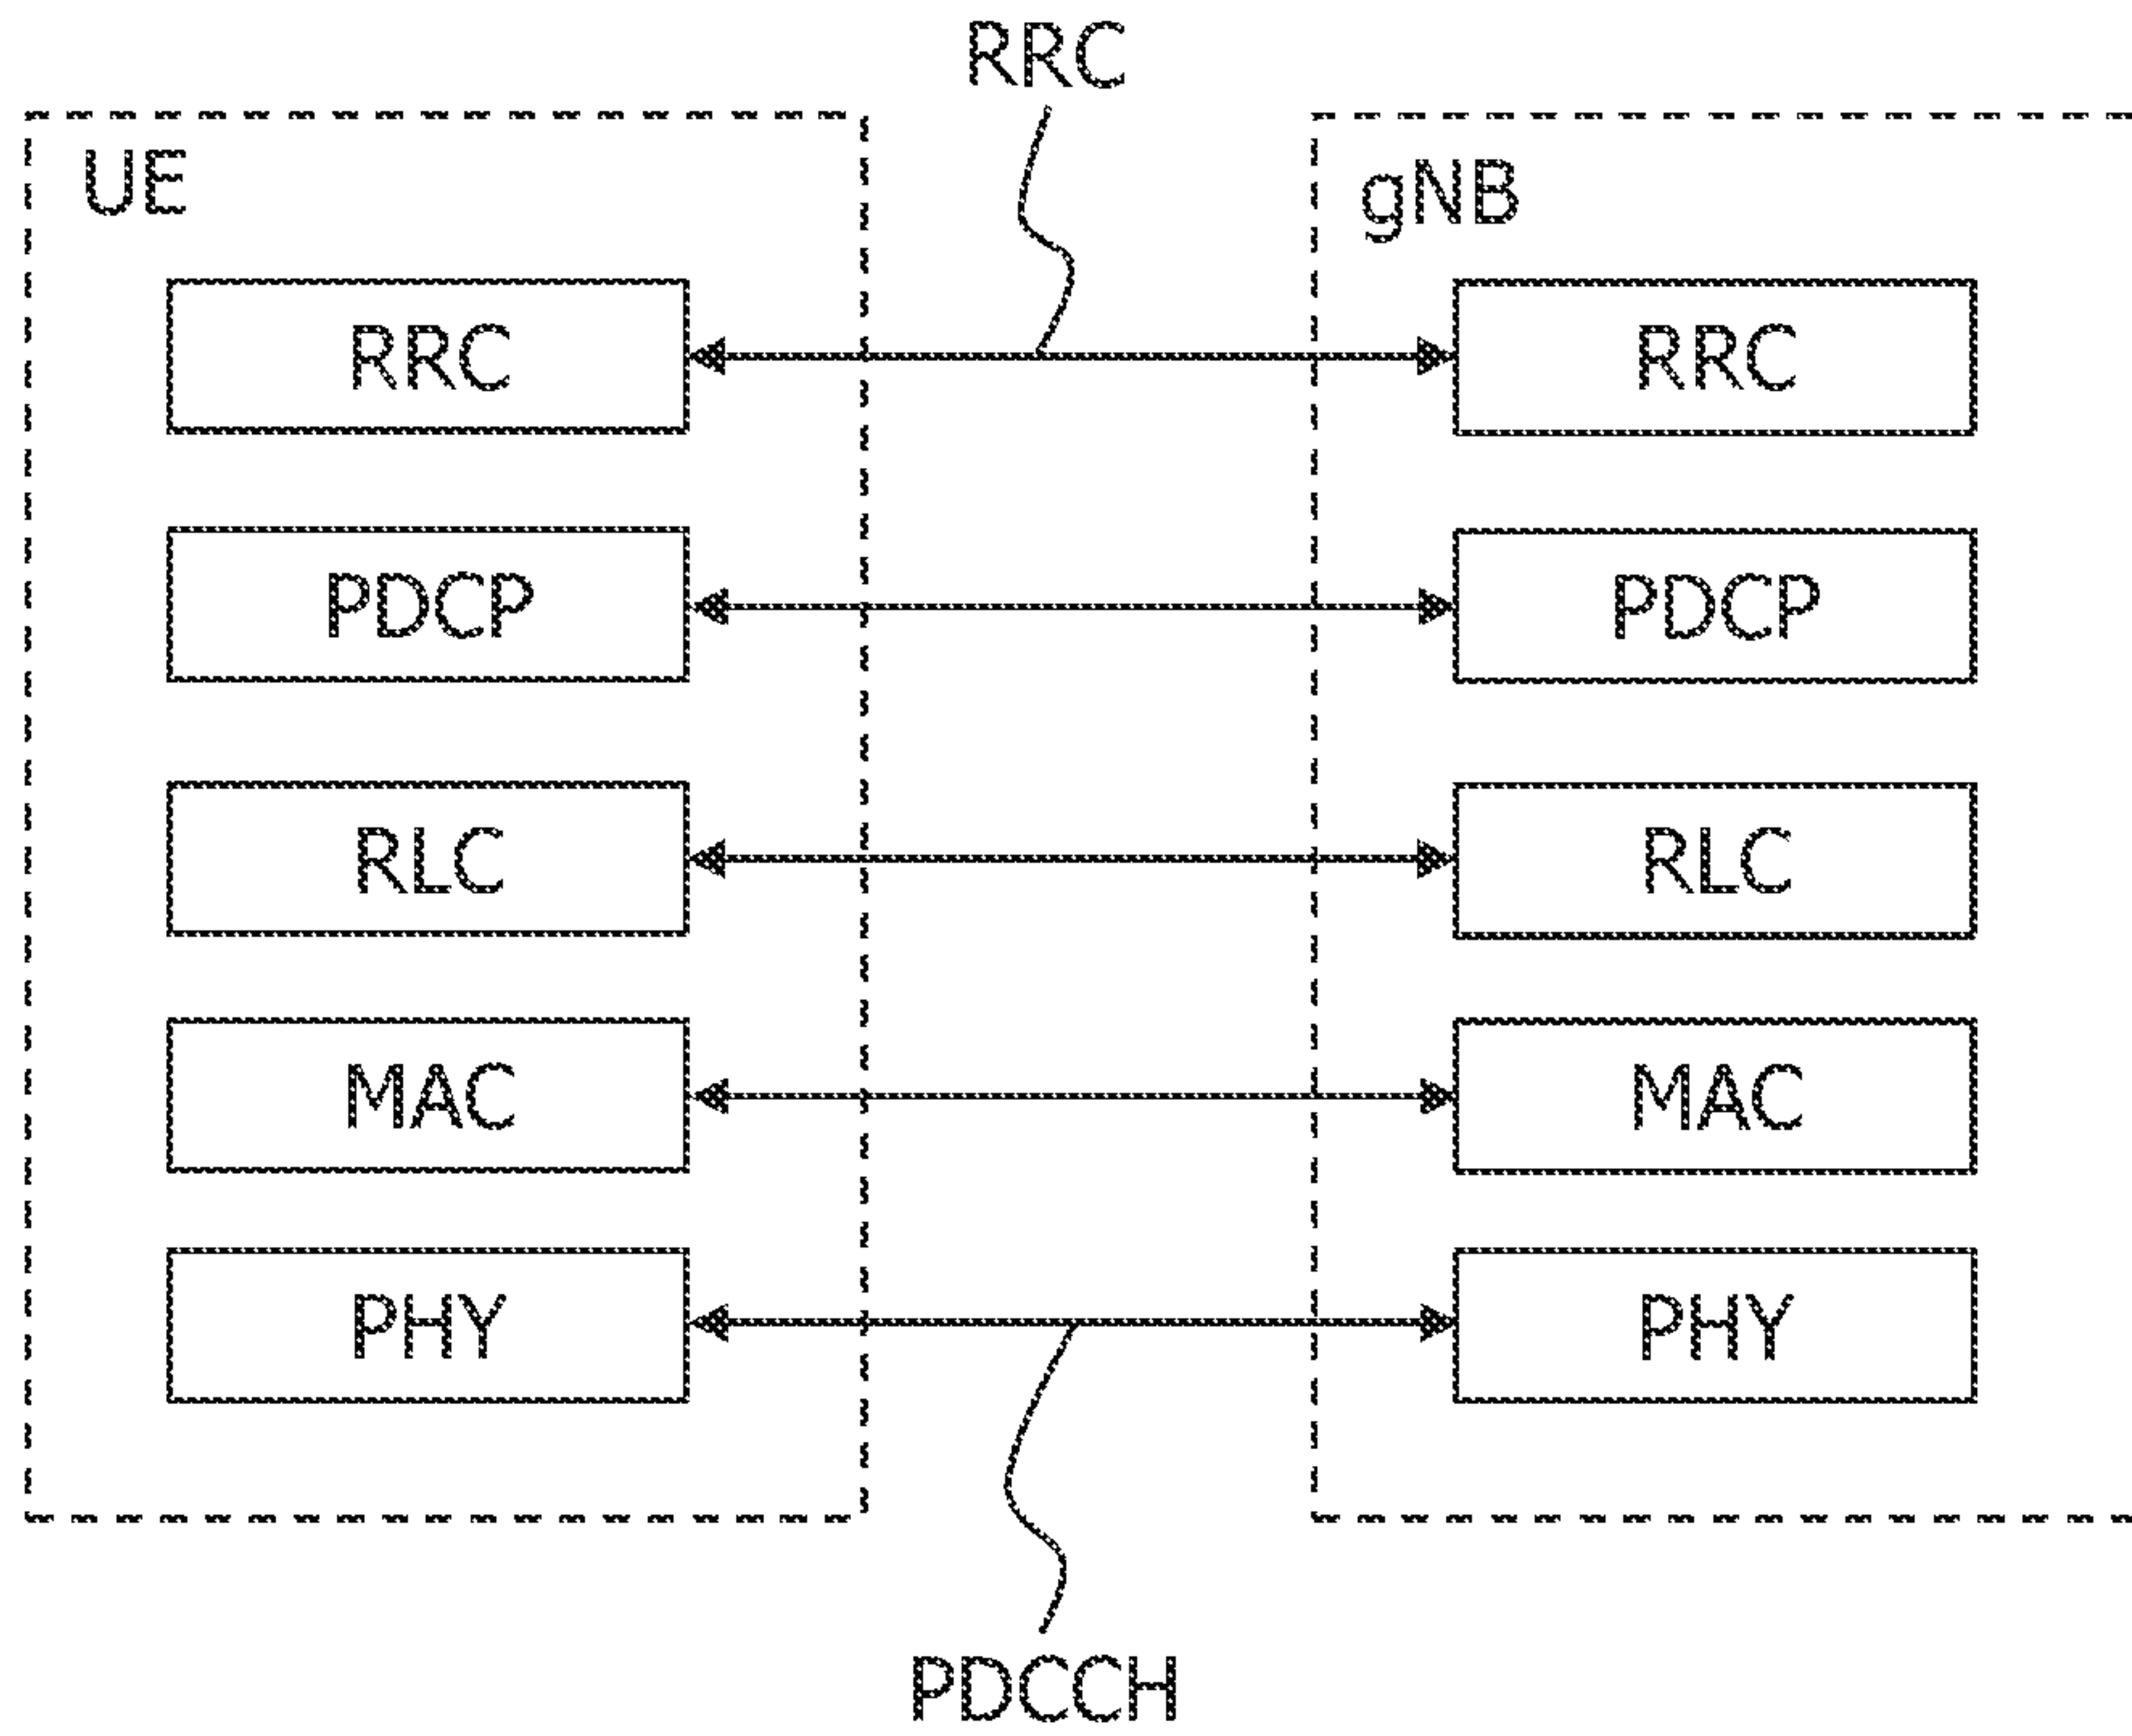 RRC
UE
gNB
RRC
RRC
PDCP
PDCP
RLC
RLC
MAC
MAC
PHY
PHY
PDCCH